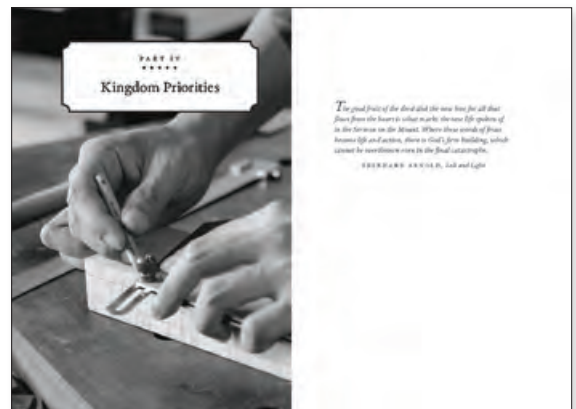 PART IV
Kingdom Priorities
The good fruit of the deed and the new love for all that
flows from the heart is what marks the new life spoken of
in the Sermon on the Mount. Where these words of Jesus
become life and action, there is God's firm building, which
cannot be overthrown even in the final catastrophe.
EBERHARD ARNOLD, Salt and Light